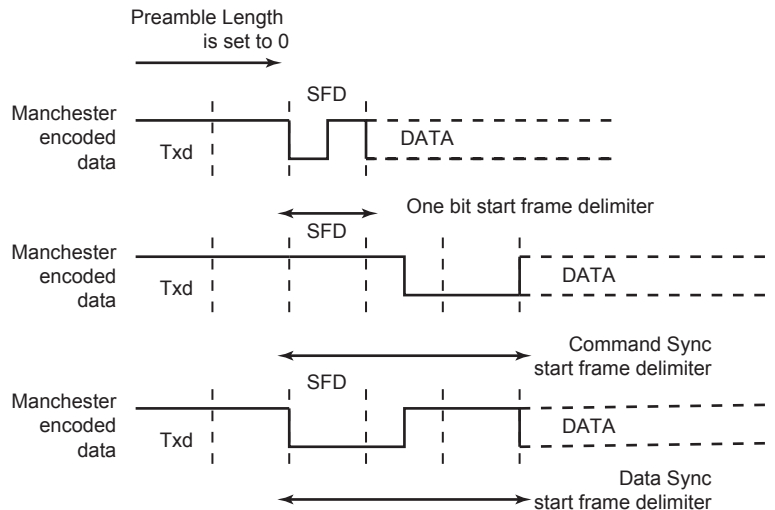 Preamble Length
is set to 0
SFD
Manchester
encoded
data
Txd
DATA
One bit start frame delimiter
SFD
Manchester
encoded
data
Txd
DATA
Command Sync
start frame delimiter
SFD
Manchester
encoded
data
Txd
DATA
Data Sync
start frame delimiter